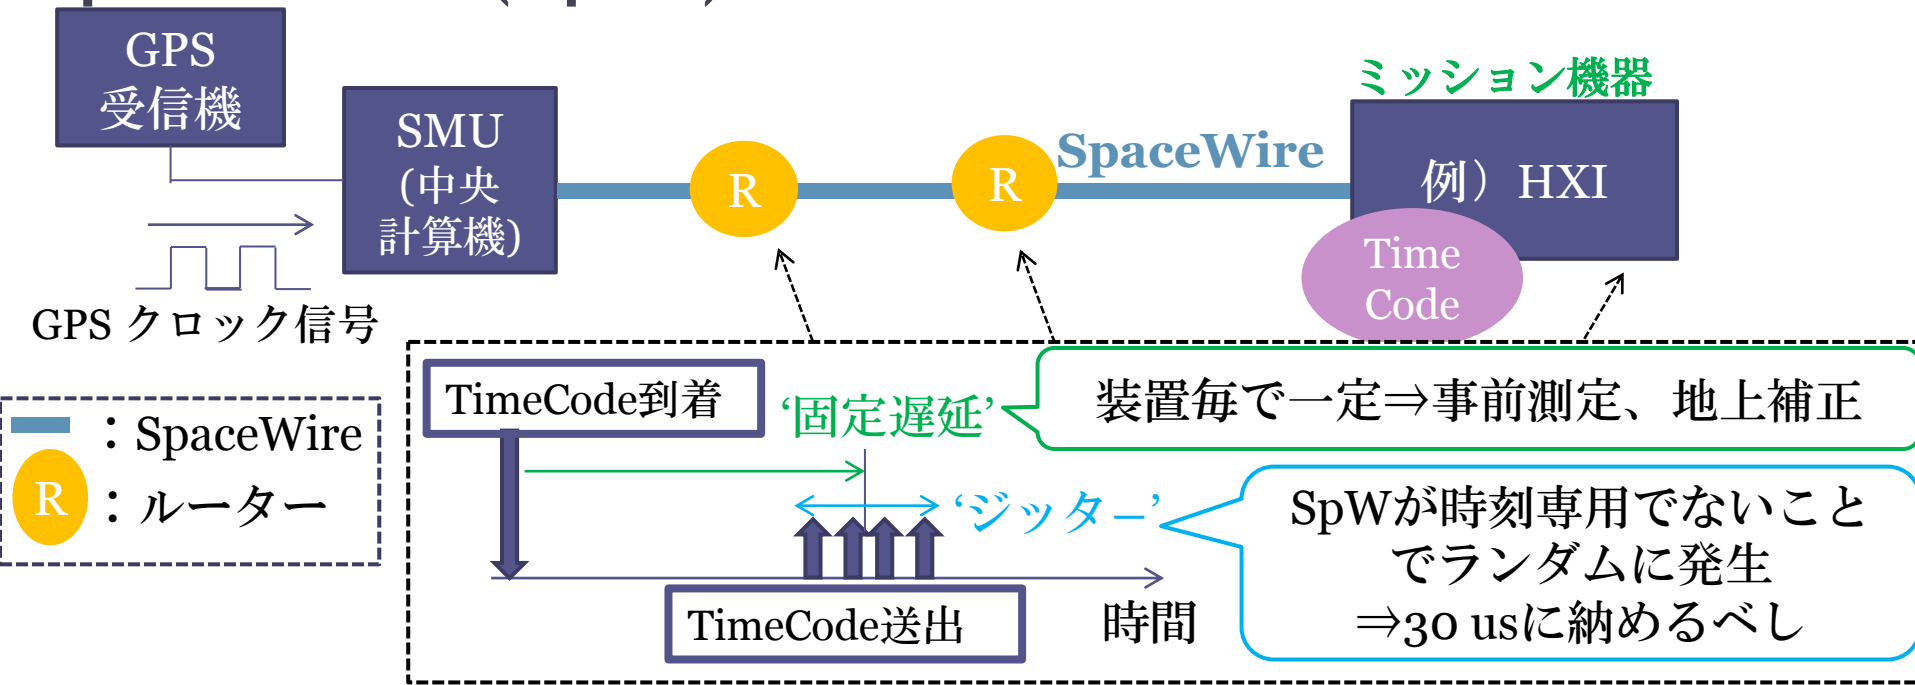 GPS
受信機
SMU
(中央
計算機)
R
R
SpaceWire
ミッション機器
例）HXI
Time
Code
GPS クロック信号
：SpaceWire
R
：ルーター
TimeCode到着
‘固定遅延’
装置毎で一定⇒事前測定、地上補正
‘ジッター’
SpWが時刻専用でないこと
でランダムに発生
⇒30 usに納めるべし
TimeCode送出
時間